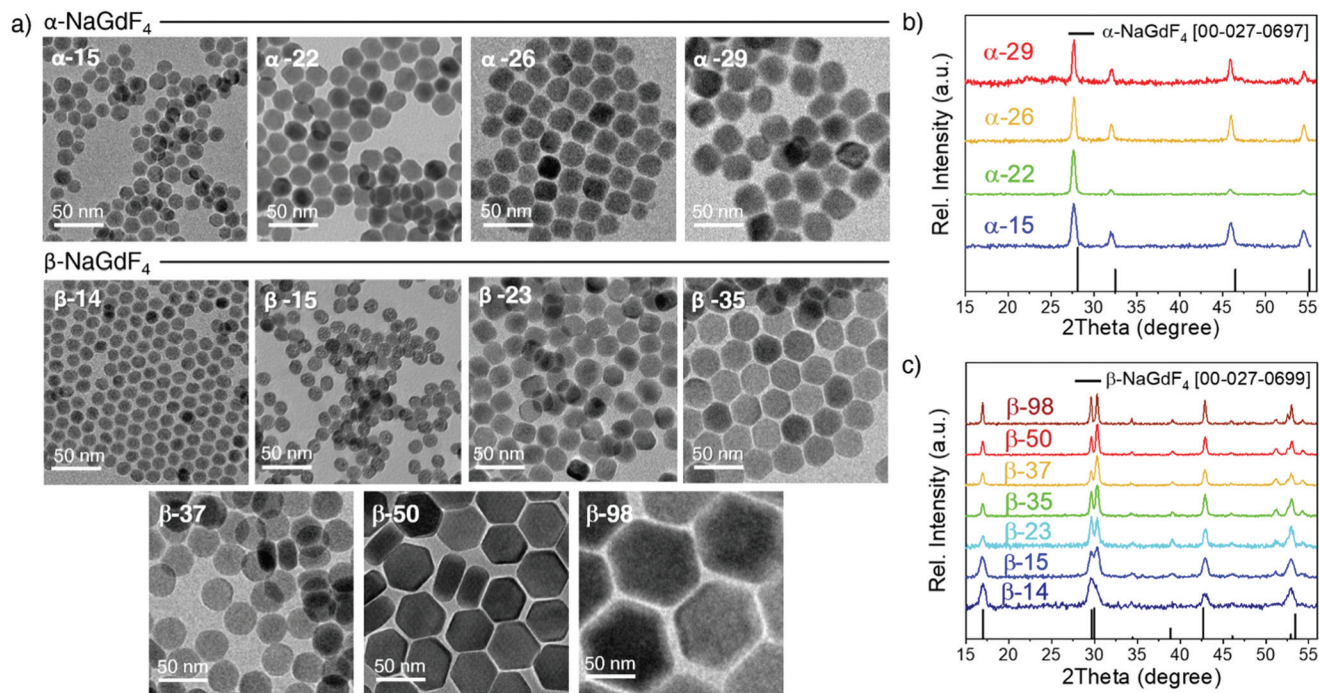 a)
α-NaGdF₄
α-15
α-22
α-26
α-29
50 nm
50 nm
50 nm
50 nm
β-NaGdF₄
β-14
β-15
β-23
β-35
50 nm
50 nm
50 nm
50 nm
β-37
β-50
β-98
50 nm
50 nm
50 nm
b)
α-NaGdF₄ [00-027-0697]
α-29
α-26
α-22
α-15
Rel. Intensity (a.u.)
15 20 25 30 35 40 45 50 55
2Theta (degree)
c)
β-NaGdF₄ [00-027-0699]
β-98
β-50
β-37
β-35
β-23
β-15
β-14
Rel. Intensity (a.u.)
15 20 25 30 35 40 45 50 55
2Theta (degree)